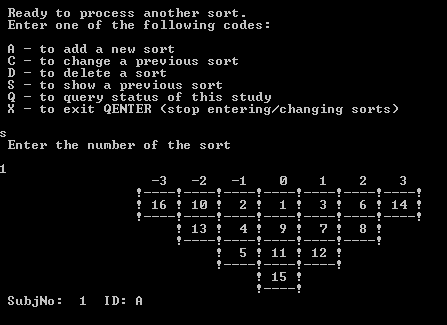 Ready to process another sort.
Enter one of the following codes:
A - to add a new sort
C - to change a previous sort
D - to delete a sort
S - to show a previous sort
Q - to query status of this study
X - to exit QENTER (stop entering/changing sorts)
s
Enter the number of the sort
1
-3 -2 -1 0 1 2 3
!----!----!----!----!----!----!----!
! 16 ! 10 ! 2 ! 1 ! 3 ! 6 ! 14 !
!----!----!----!----!----!----!----!
! 13 ! 4 ! 9 ! 7 ! 8 !
!----!----!----!----!----!
! 5 ! 11 ! 12 !
!----!----!----!
! 15 !
!----!
SubjNo: 1 ID: A